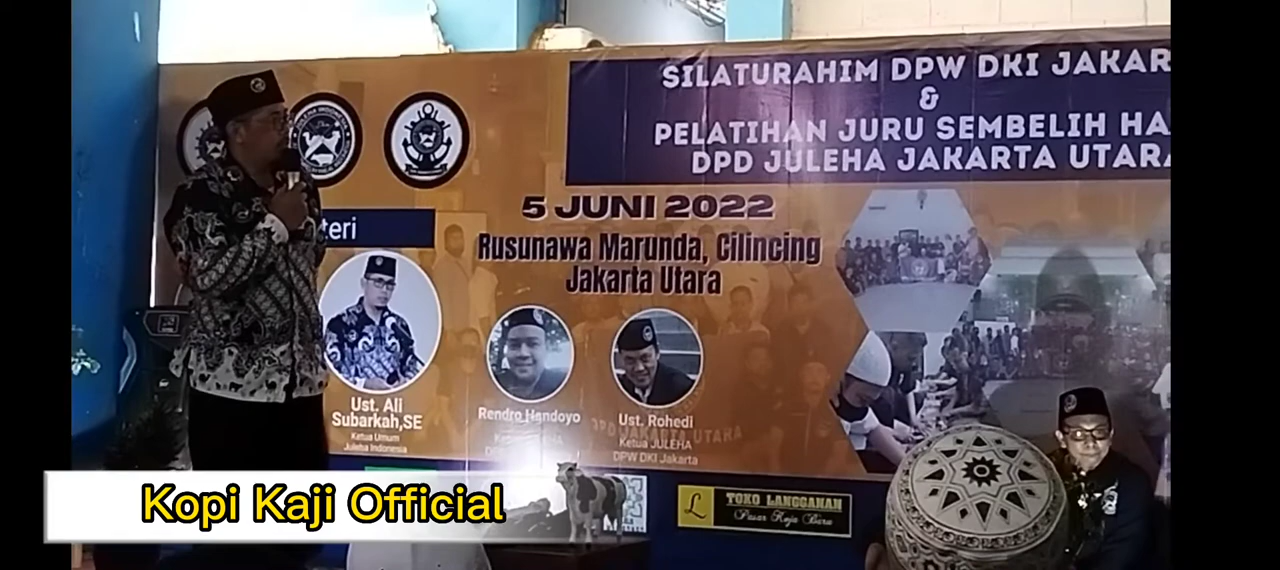 SILATURAHIM DPW DKI JAKAR
&
PELATIHAN JURU SEMBELIH HA
DPD JULEHA JAKARTA UTARA
5 JUNI 2022
Rusunawa Marunda, Cilincing
Jakarta Utara
teri
Ust. Ali
Subarkah,SE
Ketua Umum
Juleha Indonesia
Rendro Handoyo
Ust. Rohedi
Ketua JULEHA
DPW DKI Jakarta
JAKARTA UTARA
Kopi Kaji Official
L
TOKO LANGGANAN
Pasar Koja Baru